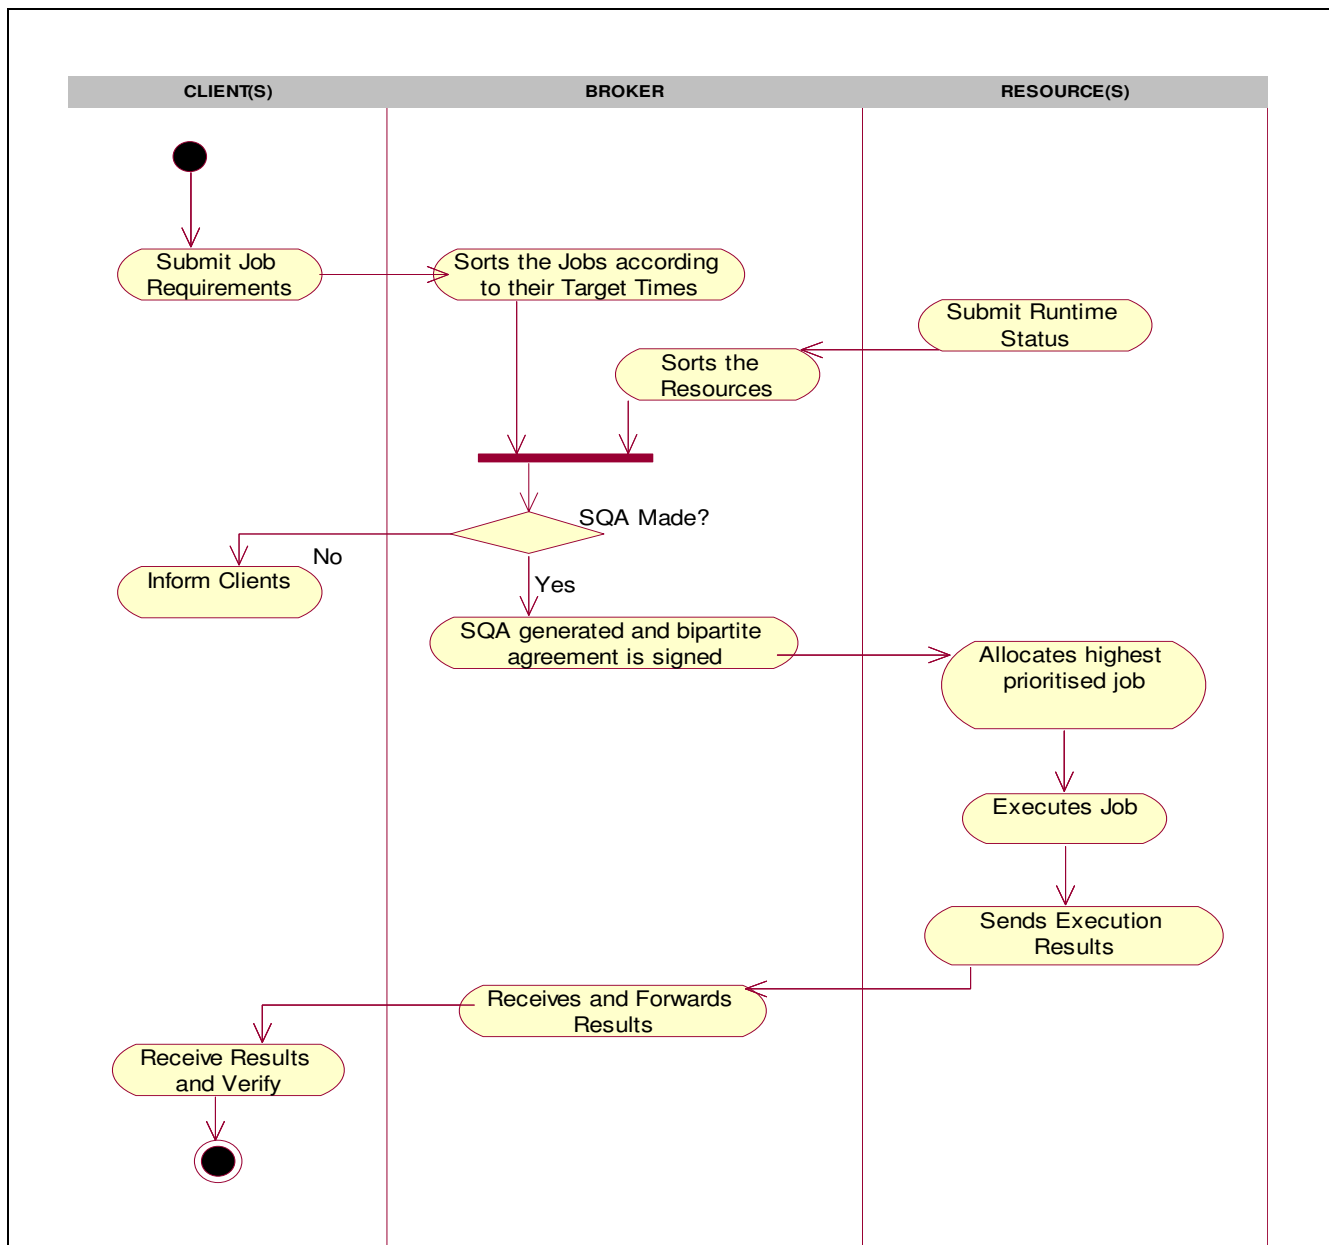 CLIENT(S)
BROKER
RESOURCE(S)
Submit Job
Requirements
Sorts the Jobs according
to their Target Times
Submit Runtime
Status
Sorts the
Resources
SQA Made?
No
Inform Clients
Yes
SQA generated and bipartite
agreement is signed
Allocates highest
prioritised job
Executes Job
Sends Execution
Results
Receives and Forwards
Results
Receive Results
and Verify